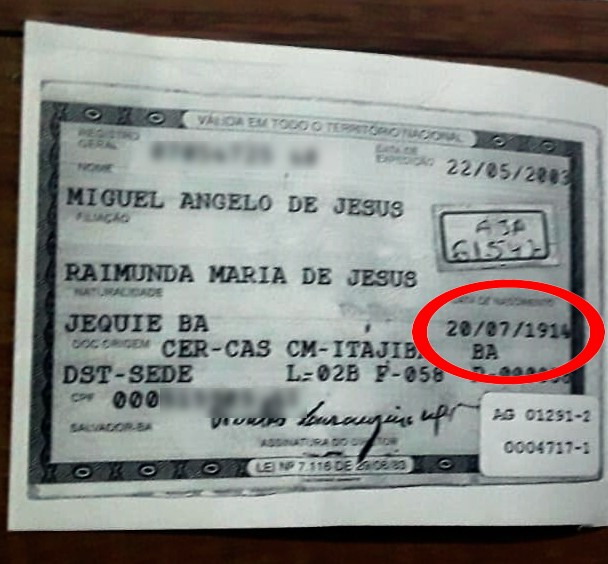 VÁLIDA EM TODO O TERRITÓRIO NACIONAL
REGISTRO GERAL DATA DE EXPEDIÇÃO 22/05/2003
NOME
MIGUEL ANGELO DE JESUS
FILIAÇÃO
RAIMUNDA MARIA DE JESUS
NATURALIDADE DATA DE NASCIMENTO
JEQUIE BA 20/07/1914
DOC ORIGEM CER-CAS CM-ITAJIBA BA
DST-SEDE L-02B F-058
CPF 000
SALVADOR-BA
ASSINATURA DO DIRETOR
LEI Nº 7.116 DE 29/08/83
AG 01291-2
0004717-1